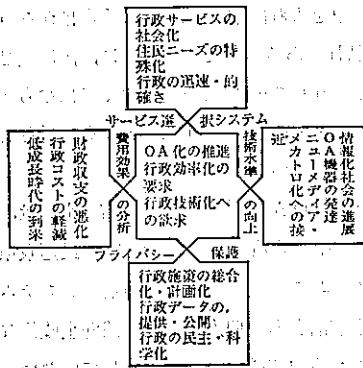 行政サービスの
社会化
住民ニーズの特
殊化
行政の迅速・的
確さ
サービス選択システム
財政収支の悪化
行政コストの軽減
低成長時代の到来
費用効果の分析
OA化の推進
行政効率化の
要求
行政技術化へ
の欲求
技術水準の向上
情報化社会の進展
OA機器の発達
ニューメディア・
メカトロ化への接
近
プライバシー保護
行政施策の総合
化・計画化
行政データの
提供・公開
行政の民主・科
学化